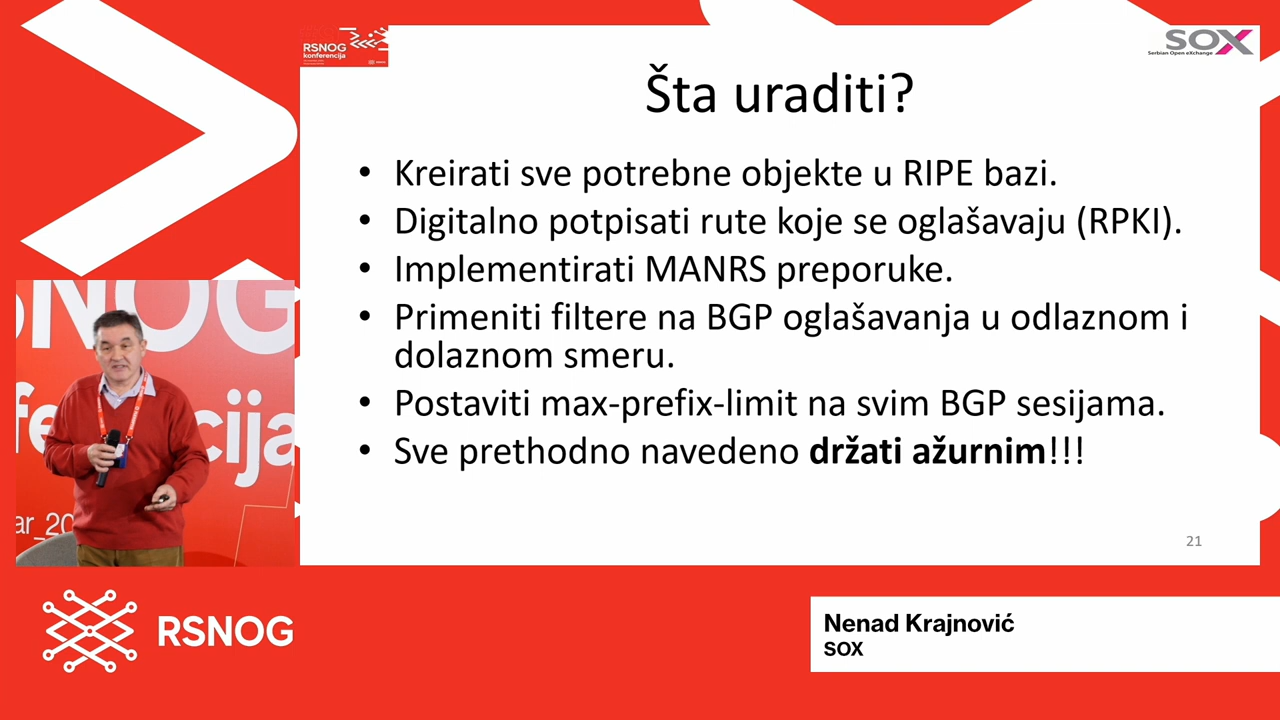 RSNOG
konferencija
SOX
Serbian Open eXchange
Šta uraditi?
• Kreirati sve potrebne objekte u RIPE bazi.
• Digitalno potpisati rute koje se oglašavaju (RPKI).
• Implementirati MANRS preporuke.
• Primeniti filtere na BGP oglašavanja u odlaznom i
dolaznom smeru.
• Postaviti max-prefix-limit na svim BGP sesijama.
• Sve prethodno navedeno držati ažurnim!!!
21
SNOG
cija
RSNOG
Nenad Krajnović
SOX